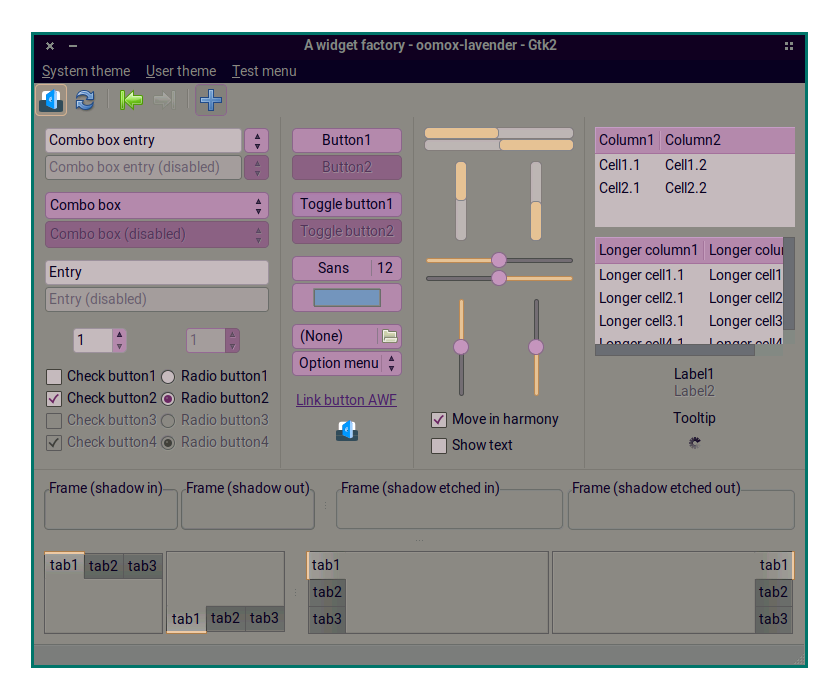 A widget factory - oomox-lavender - Gtk2
System theme User theme Test menu
Combo box entry
Combo box entry (disabled)
Combo box
Combo box (disabled)
Entry
Entry (disabled)
1 1
Check button1 Radio button1
Check button2 Radio button2
Check button3 Radio button3
Check button4 Radio button4
Button1
Button2
Toggle button1
Toggle button2
Sans 12
(None)
Option menu
Link button AWF
Move in harmony
Show text
Column1 Column2
Cell1.1 Cell1.2
Cell2.1 Cell2.2
Longer column1 Longer colu
Longer cell1.1 Longer cell1
Longer cell2.1 Longer cell2
Longer cell3.1 Longer cell3
Longer cell4.1 Longer cell4
Label1
Label2
Tooltip
Frame (shadow in) Frame (shadow out) Frame (shadow etched in) Frame (shadow etched out)
tab1 tab2 tab3
tab1 tab2 tab3
tab1
tab2
tab3
tab1
tab2
tab3